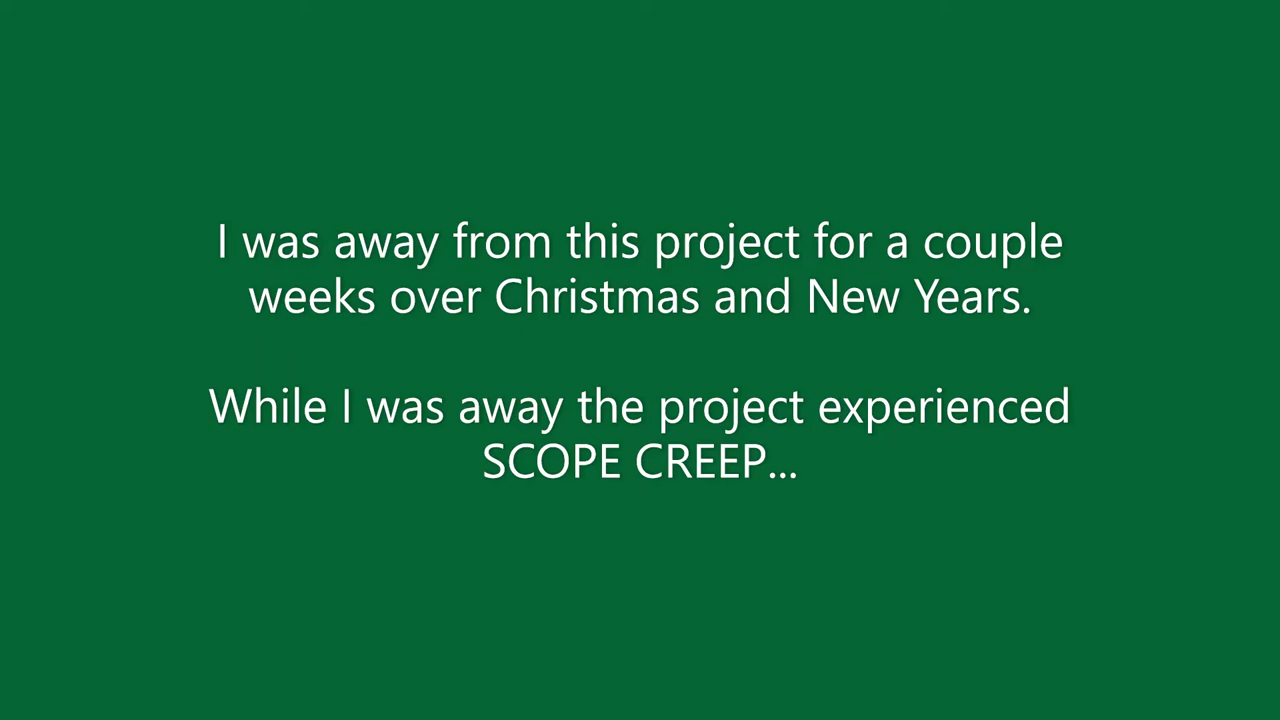 I was away from this project for a couple
weeks over Christmas and New Years.
While I was away the project experienced
SCOPE CREEP...